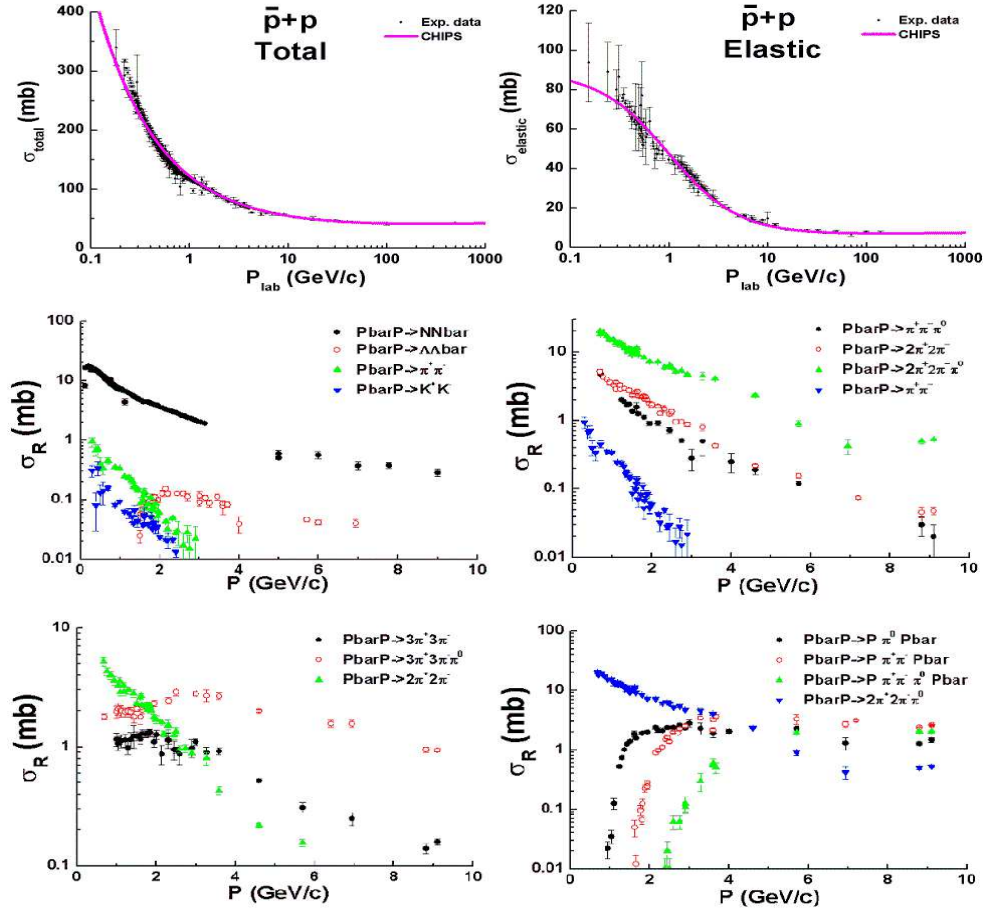 p̄+p
Total
Exp. data
CHIPS
400
300
200
100
0
σtotal (mb)
0.1 1 10 100 1000
Plab (GeV/c)
p̄+p
Elastic
Exp. data
CHIPS
120
100
80
60
40
20
0
σelastic (mb)
0.1 1 10 100 1000
Plab (GeV/c)
PbarP->NNbar
PbarP->ΛΛbar
PbarP->π⁺π⁻
PbarP->K⁺K⁻
100
10
1
0.1
0.01
σR (mb)
0 2 4 6 8 10
P (GeV/c)
PbarP->π⁺π⁻π⁰
PbarP->2π⁺2π⁻
PbarP->2π⁺2π⁻π⁰
PbarP->π⁺π⁻
10
1
0.1
0.01
σR (mb)
0 2 4 6 8 10
P (GeV/c)
PbarP->3π⁺3π⁻
PbarP->3π⁺3π⁻π⁰
PbarP->2π⁺2π⁻
10
1
0.1
σR (mb)
0 2 4 6 8 10
P (GeV/c)
PbarP->P π⁰ Pbar
PbarP->P π⁺π⁻ Pbar
PbarP->P π⁺π⁻π⁰ Pbar
PbarP->2π⁺2π⁻π⁰
100
10
1
0.1
0.01
σR (mb)
0 2 4 6 8 10
P (GeV/c)